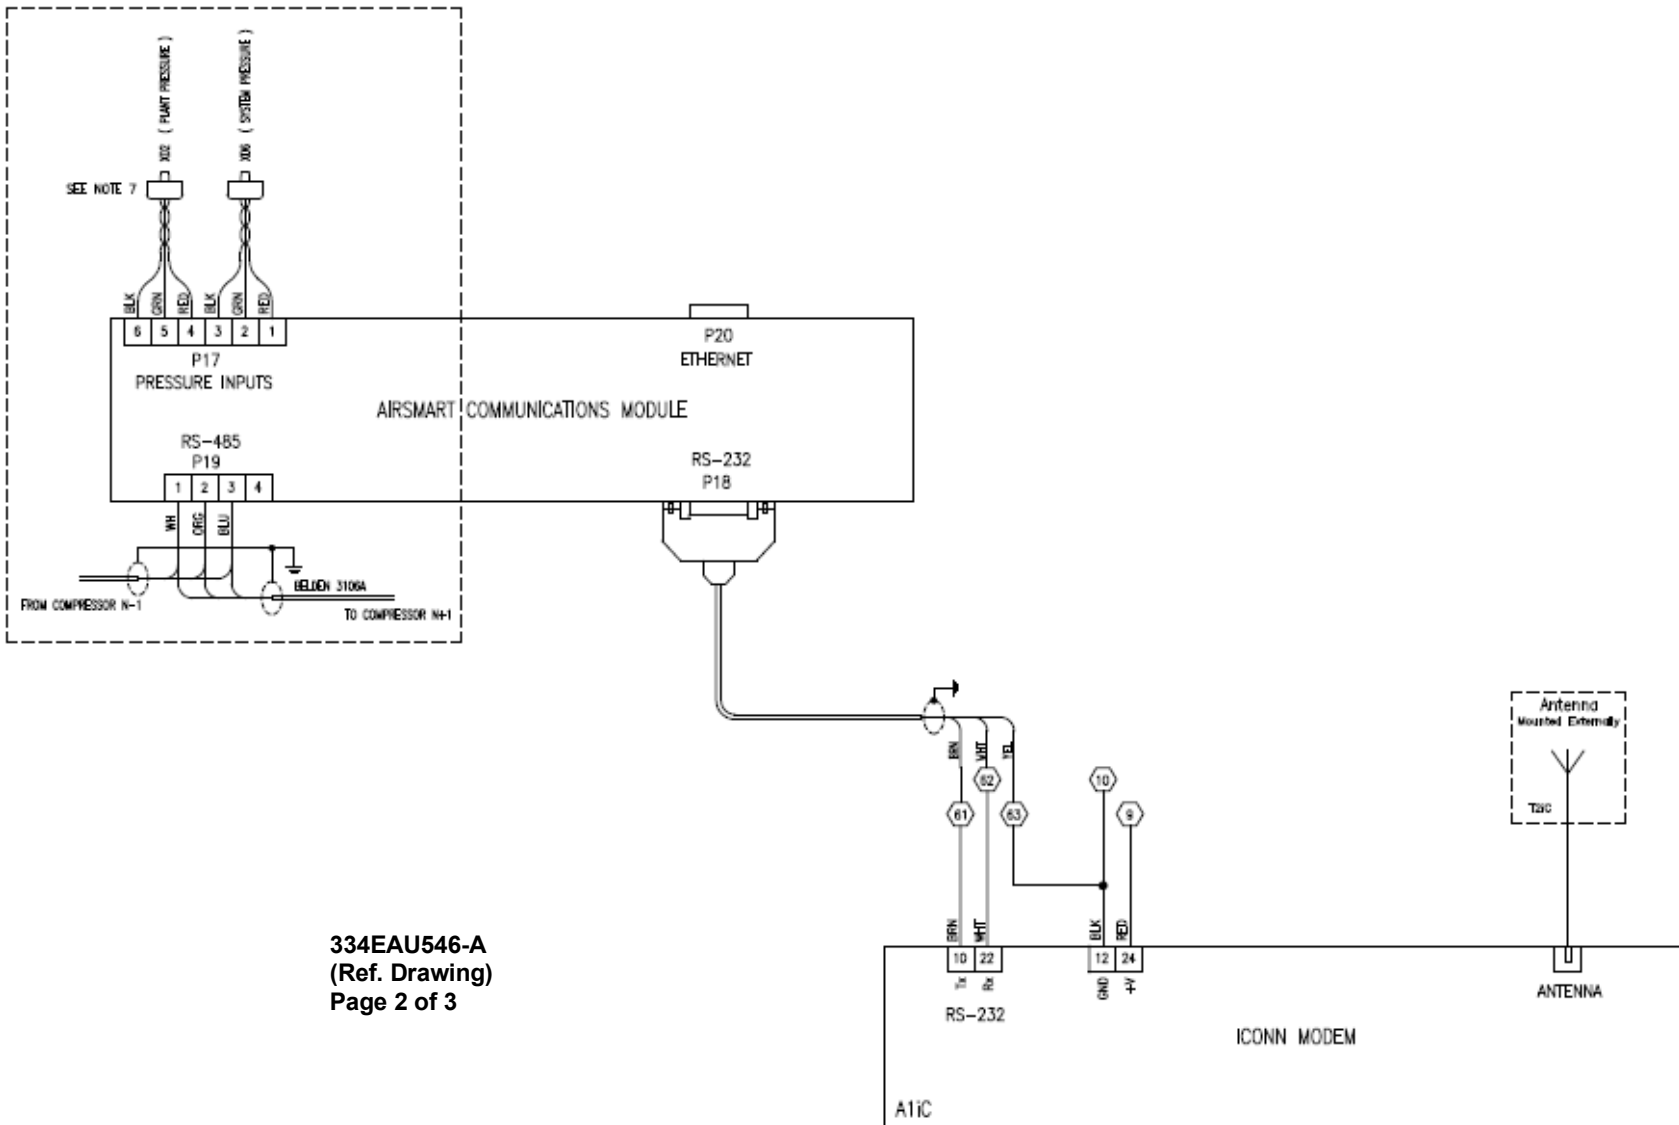 XD2 ( PLANT PRESSURE )
XD6 ( SYSTEM PRESSURE )
SEE NOTE 7
BLK GRN RED BLK GRN RED
6 5 4 3 2 1
P17
PRESSURE INPUTS
P20
ETHERNET
AIRSMART COMMUNICATIONS MODULE
RS-485
P19
1 2 3 4
WH ORG BLU
RS-232
P18
BELDEN 3106A
FROM COMPRESSOR N-1
TO COMPRESSOR N+1
BRN WHT YEL
62
10
61
63
9
Antenna
Mounted Externally
T2iC
BRN WHT BLK RED
10 22 12 24
Tx Rx GND +V
RS-232
ANTENNA
ICONN MODEM
A1iC
334EAU546-A
(Ref. Drawing)
Page 2 of 3